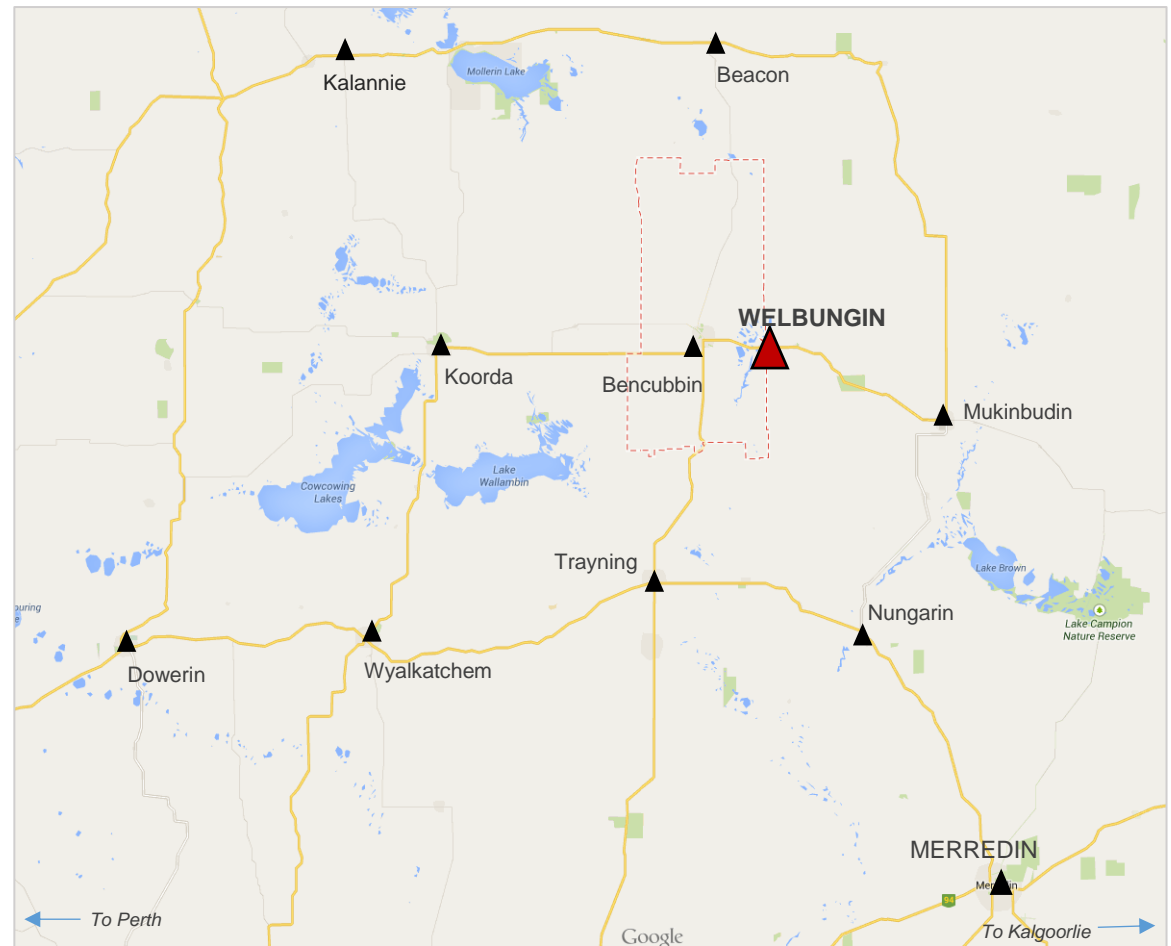 Kalannie
Mollerin Lake
Beacon
WELBUNGIN
Koorda
Bencubbin
Mukinbudin
Cowcowing
Lakes
Lake
Wallambin
Trayning
Lake Brown
Nungarin
Lake Campion
Nature Reserve
Dowerin
Wyalkatchem
MERREDIN
94
To Perth
Google
To Kalgoorlie